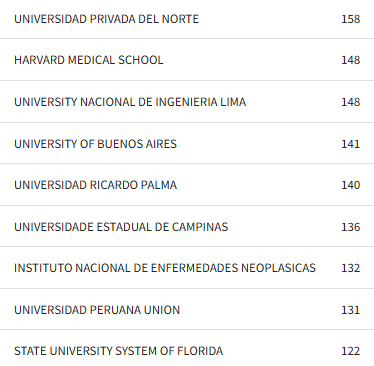 UNIVERSIDAD PRIVADA DEL NORTE 158
HARVARD MEDICAL SCHOOL 148
UNIVERSITY NACIONAL DE INGENIERIA LIMA 148
UNIVERSITY OF BUENOS AIRES 141
UNIVERSIDAD RICARDO PALMA 140
UNIVERSIDADE ESTADUAL DE CAMPINAS 136
INSTITUTO NACIONAL DE ENFERMEDADES NEOPLASICAS 132
UNIVERSIDAD PERUANA UNION 131
STATE UNIVERSITY SYSTEM OF FLORIDA 122